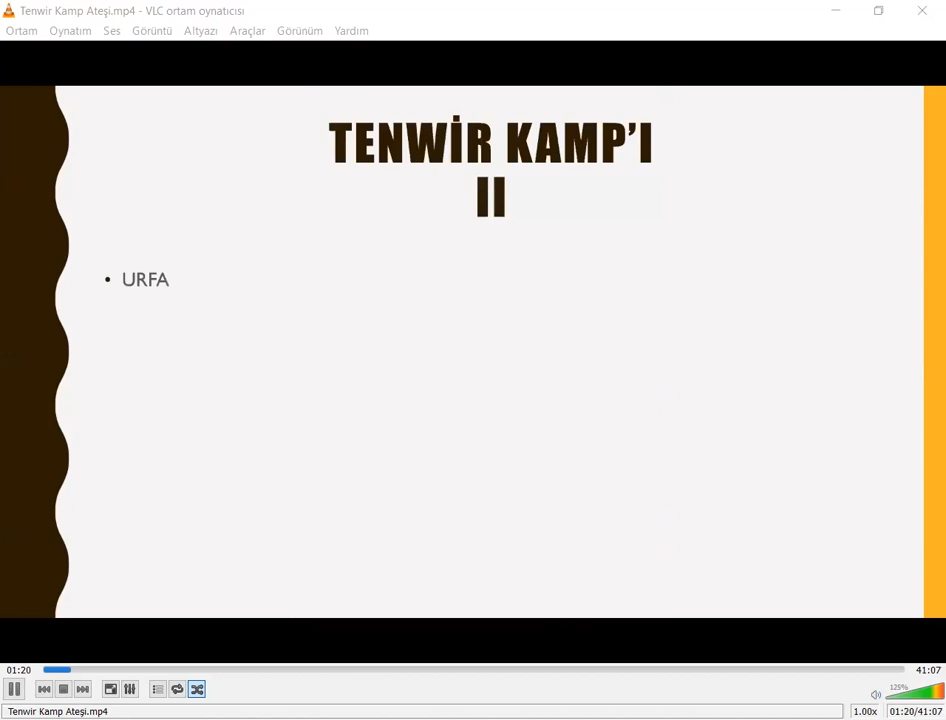 Tenwir Kamp Ateşi.mp4 - VLC ortam oynatıcısı
Ortam Oynatım Ses Görüntü Altyazı Araçlar Görünüm Yardım
TENWİR KAMP’I
II
• URFA
01:20 41:07
125%
Tenwir Kamp Ateşi.mp4 1.00x 01:20/41:07